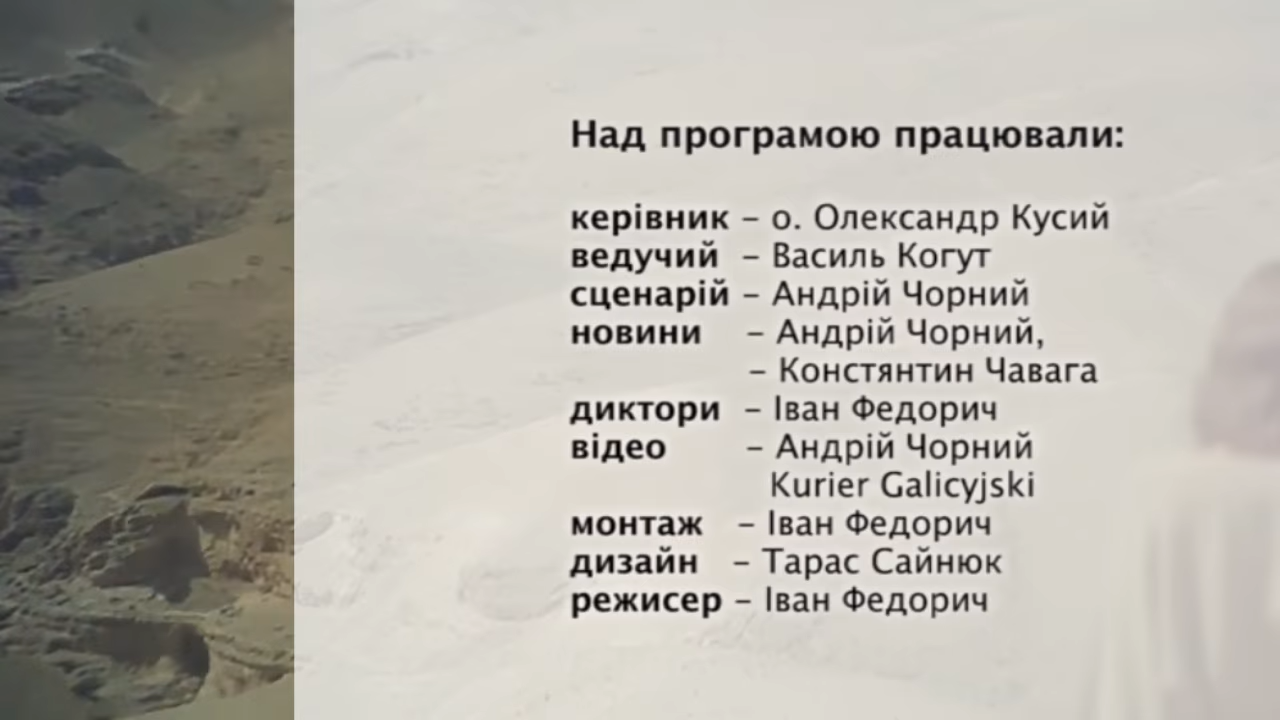 Над програмою працювали:
керівник – о. Олександр Кусий
ведучий – Василь Когут
сценарій – Андрій Чорний
новини – Андрій Чорний,
– Констянтин Чавага
диктори – Іван Федорич
відео – Андрій Чорний
Kurier Galicyjski
монтаж – Іван Федорич
дизайн – Тарас Сайнюк
режисер – Іван Федорич